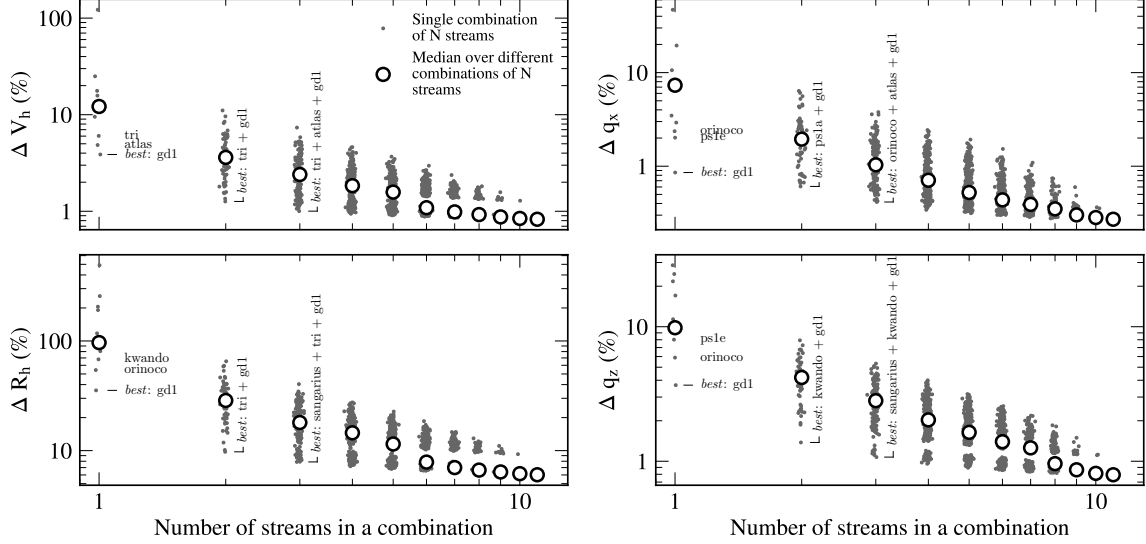 100
10
1
Δ V_h (%)
Single combination
of N streams
Median over different
combinations of N
streams
tri
atlas
best: gd1
best: tri + gd1
best: tri + atlas + gd1
10
1
Δ q_x (%)
orinoco
ps1e
best: gd1
best: ps1a + gd1
best: orinoco + atlas + gd1
100
10
Δ R_h (%)
kwando
orinoco
best: gd1
best: tri + gd1
best: sangarius + tri + gd1
1
10
Number of streams in a combination
10
1
Δ q_z (%)
ps1e
orinoco
best: gd1
best: kwando + gd1
best: sangarius + kwando + gd1
1
10
Number of streams in a combination